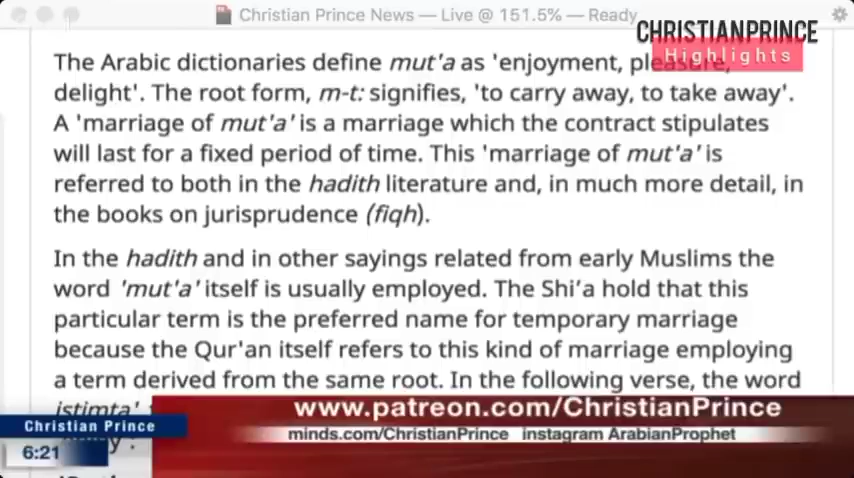 Christian Prince News — Live @ 151.5% — Ready
CHRISTIANPRINCE
Highlights
The Arabic dictionaries define mut'a as 'enjoyment, pleasure,
delight'. The root form, m-t: signifies, 'to carry away, to take away'.
A 'marriage of mut'a' is a marriage which the contract stipulates
will last for a fixed period of time. This 'marriage of mut'a' is
referred to both in the hadith literature and, in much more detail, in
the books on jurisprudence (fiqh).
In the hadith and in other sayings related from early Muslims the
word 'mut'a' itself is usually employed. The Shi'a hold that this
particular term is the preferred name for temporary marriage
because the Qur'an itself refers to this kind of marriage employing
a term derived from the same root. In the following verse, the word
istimta'
www.patreon.com/ChristianPrince
Christian Prince
minds.com/ChristianPrince instagram ArabianProphet
6:21